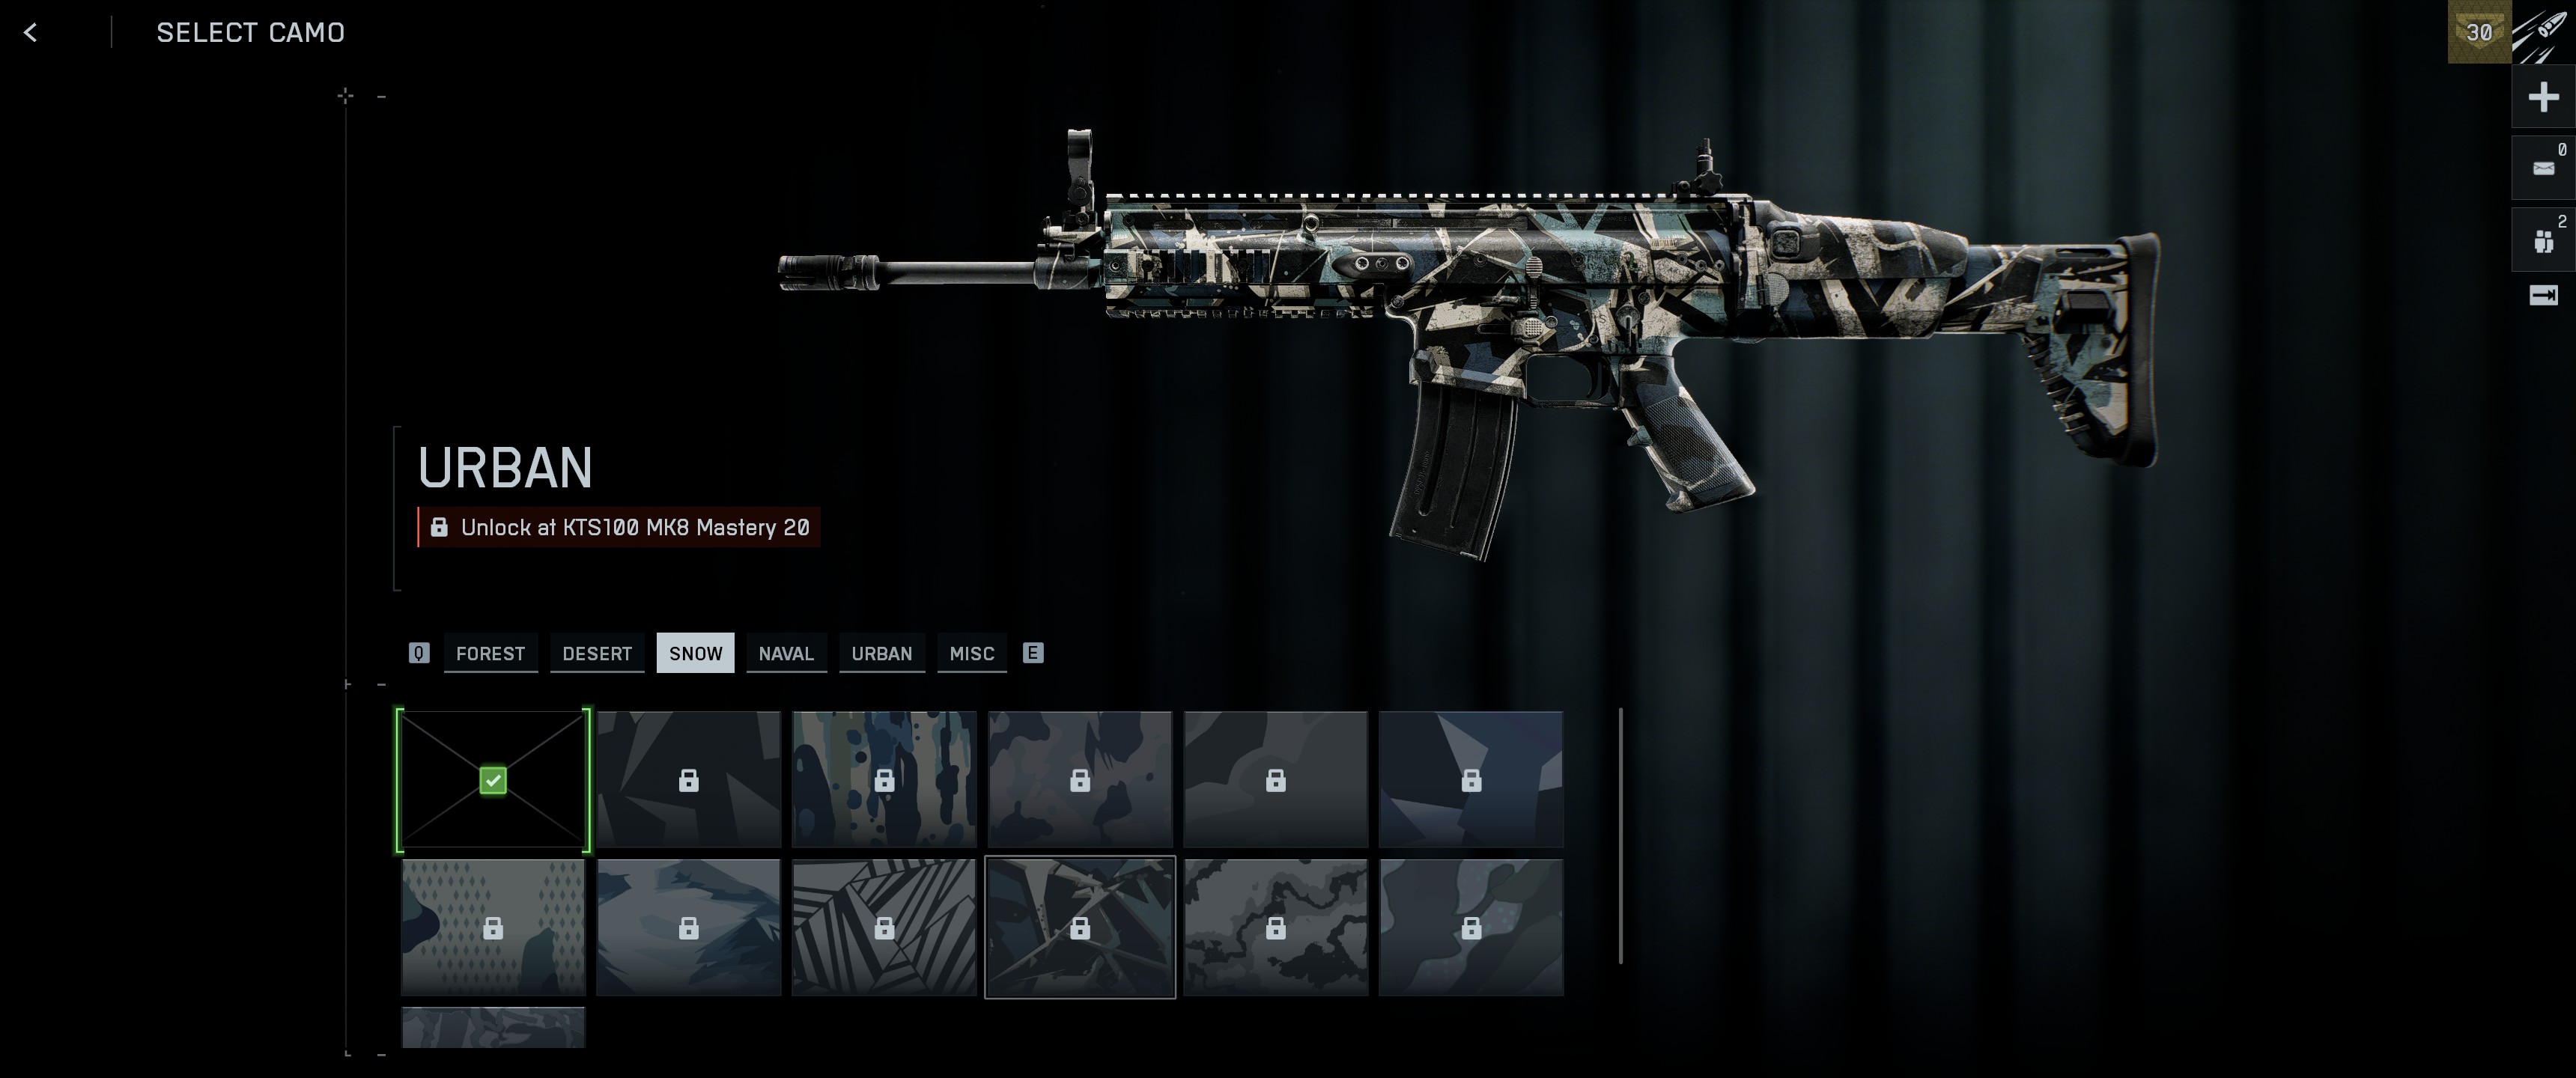 SELECT CAMO
30
0
2
URBAN
Unlock at KTS100 MK8 Mastery 20
Q FOREST DESERT SNOW NAVAL URBAN MISC E